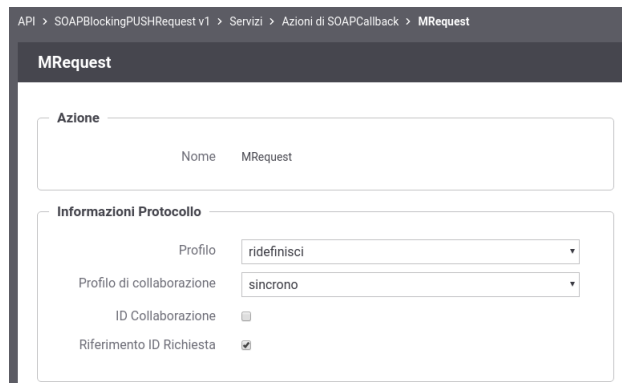 API > SOAPBlockingPUSHRequest v1 > Servizi > Azioni di SOAPCallback > MRequest
MRequest
Azione
Nome MRequest
Informazioni Protocollo
Profilo ridefinisci
Profilo di collaborazione sincrono
ID Collaborazione
Riferimento ID Richiesta